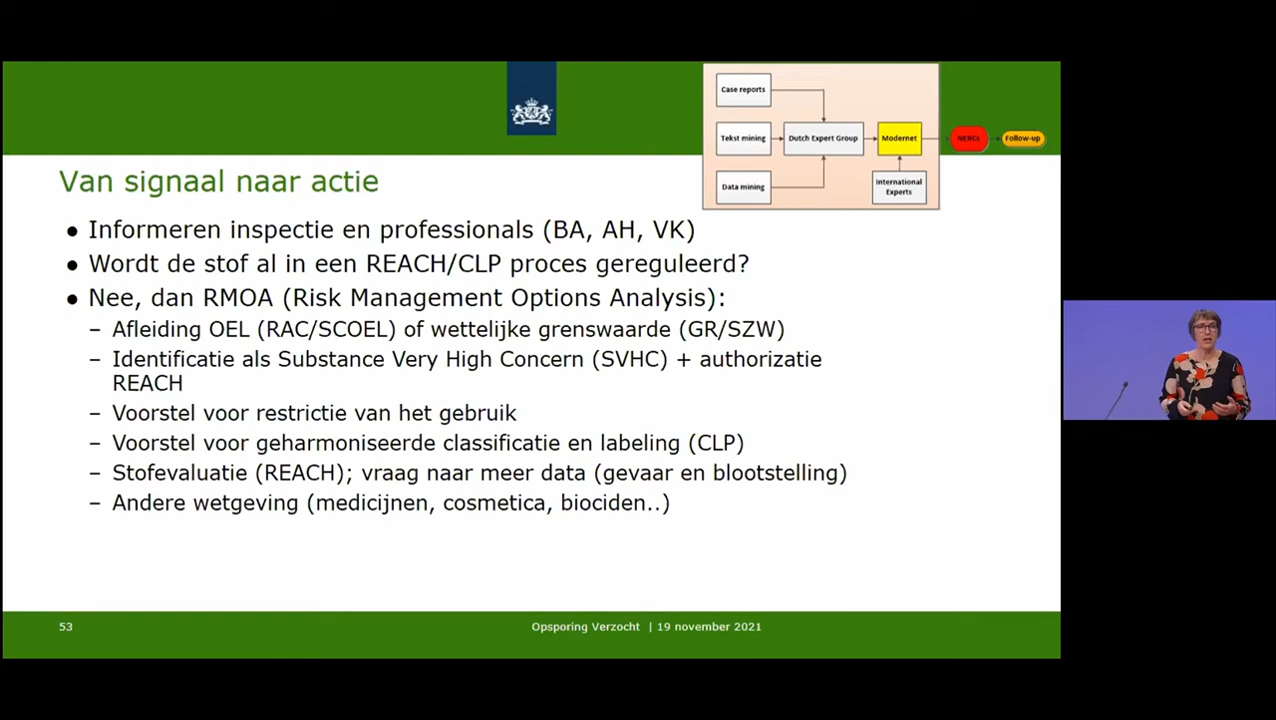 Case reports
Tekst mining
Dutch Expert Group
Modernet
NERCs
Follow-up
Data mining
International
Experts
Van signaal naar actie
● Informeren inspectie en professionals (BA, AH, VK)
● Wordt de stof al in een REACH/CLP proces gereguleerd?
● Nee, dan RMOA (Risk Management Options Analysis):
– Afleiding OEL (RAC/SCOEL) of wettelijke grenswaarde (GR/SZW)
– Identificatie als Substance Very High Concern (SVHC) + authorizatie
REACH
– Voorstel voor restrictie van het gebruik
– Voorstel voor geharmoniseerde classificatie en labeling (CLP)
– Stofevaluatie (REACH); vraag naar meer data (gevaar en blootstelling)
– Andere wetgeving (medicijnen, cosmetica, biociden..)
53
Opsporing Verzocht | 19 november 2021